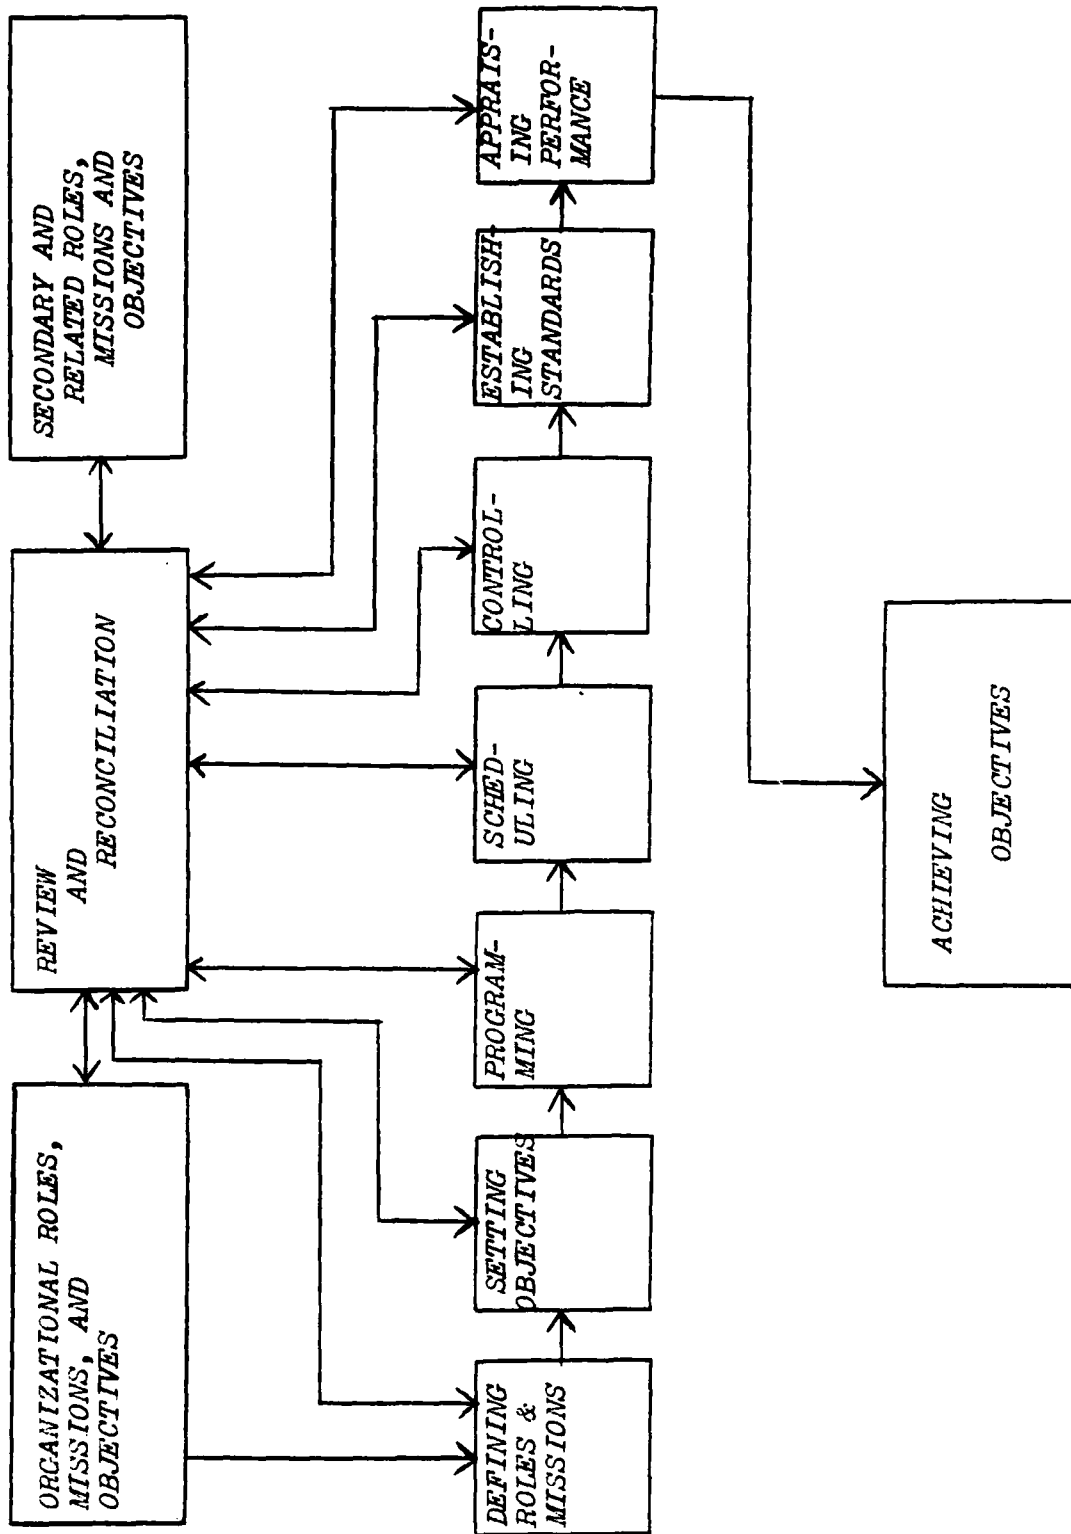 ORGANIZATIONAL ROLES,
MISSIONS, AND
OBJECTIVES
REVIEW
AND
RECONCILIATION
SECONDARY AND
RELATED ROLES,
MISSIONS AND
OBJECTIVES
DEFINING
ROLES &
MISSIONS
SETTING
OBJECTIVES
PROGRAM-
MING
SCHED-
ULING
CONTROL-
LING
ESTABLISH-
ING
STANDARDS
APPRAIS-
ING
PERFOR-
MANCE
ACHIEVING
OBJECTIVES